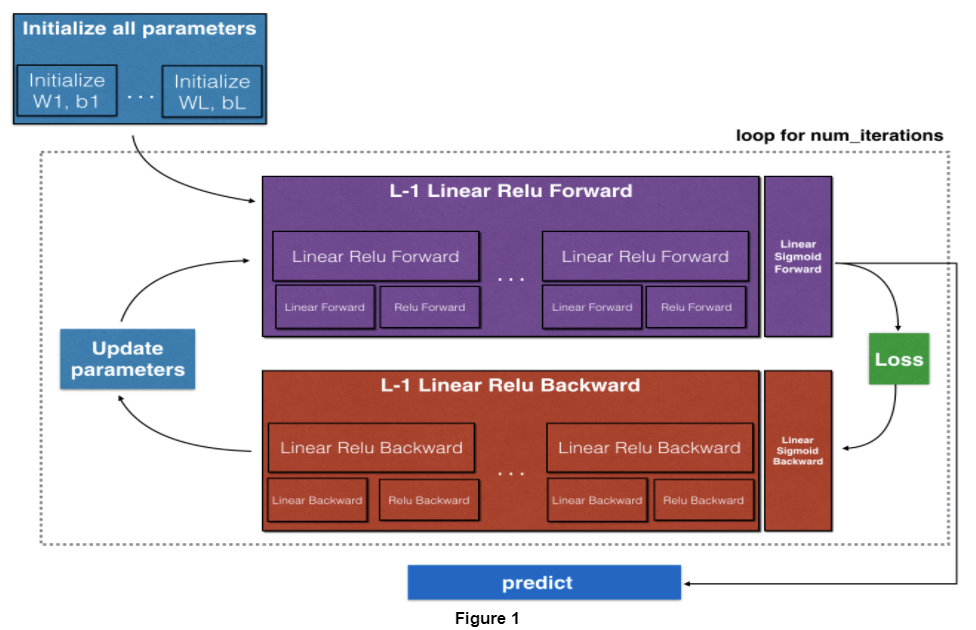 Initialize all parameters
Initialize
W1, b1
...
Initialize
WL, bL
loop for num_iterations
L-1 Linear Relu Forward
Linear Relu Forward
Linear Forward
Relu Forward
...
Linear Relu Forward
Linear Forward
Relu Forward
Linear
Sigmoid
Forward
Update
parameters
Loss
L-1 Linear Relu Backward
Linear Relu Backward
Linear Backward
Relu Backward
...
Linear Relu Backward
Linear Backward
Relu Backward
Linear
Sigmoid
Backward
predict
Figure 1